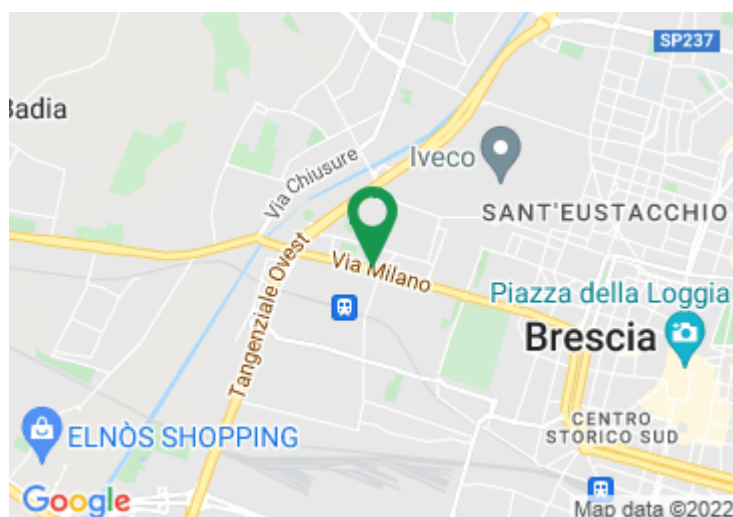 SP237
Badia
Iveco
Via Chiusure
SANT'EUSTACCHIO
Tangenziale Ovest
Via Milano
Piazza della Loggia
Brescia
ELNÒS SHOPPING
CENTRO
STORICO SUD
Google
Map data ©2022